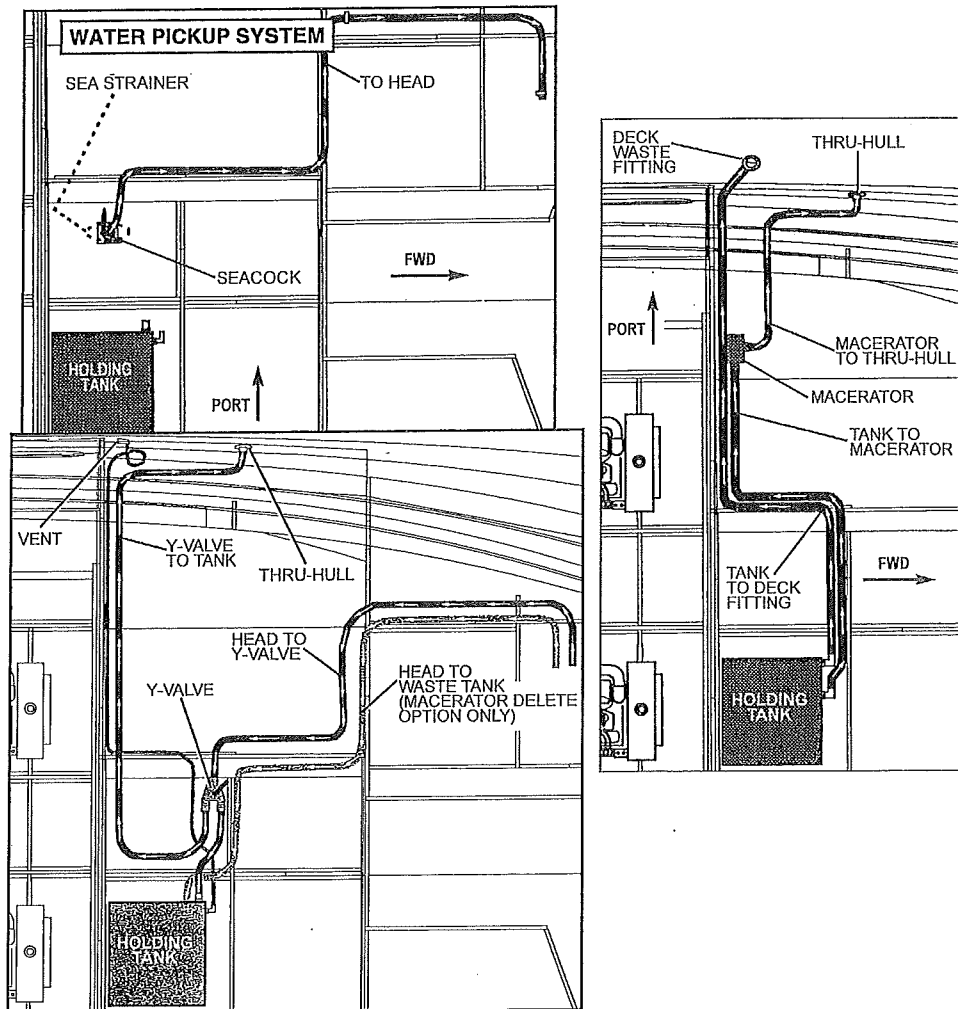 WATER PICKUP SYSTEM
SEA STRAINER
TO HEAD
SEACOCK
FWD
HOLDING
TANK
PORT
VENT
Y-VALVE
TO TANK
THRU-HULL
HEAD TO
Y-VALVE
HEAD TO
WASTE TANK
(MACERATOR DELETE
OPTION ONLY)
Y-VALVE
HOLDING
TANK
DECK
WASTE
FITTING
THRU-HULL
PORT
MACERATOR
TO THRU-HULL
MACERATOR
TANK TO
MACERATOR
TANK
TO DECK
FITTING
FWD
HOLDING
TANK